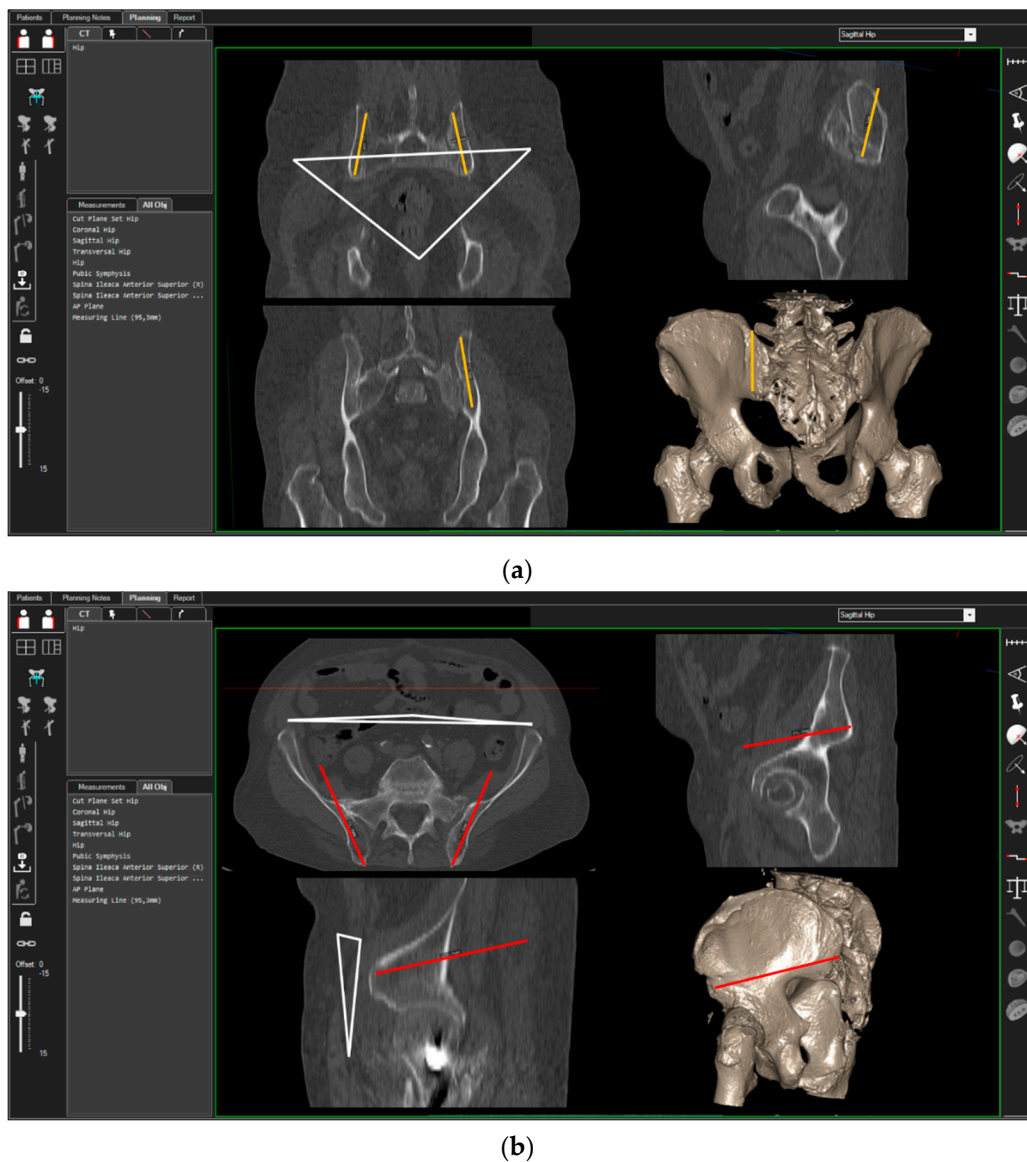 Patients Planning Notes Planning Report
CT
Sagittal Hip
Hip
Measurements All Obj
Cut Plane Set Hip
Coronal Hip
Sagittal Hip
Transversal Hip
Hip
Pubic Symphysis
Spina Ileaca Anterior Superior (R)
Spina Ileaca Anterior Superior ...
AP Plane
Measuring Line (95,3mm)
Offset: 0
-15
15
(a)
Patients Planning Notes Planning Report
CT
Sagittal Hip
Hip
Measurements All Obj
Cut Plane Set Hip
Coronal Hip
Sagittal Hip
Transversal Hip
Hip
Pubic Symphysis
Spina Ileaca Anterior Superior (R)
Spina Ileaca Anterior Superior ...
AP Plane
Measuring Line (95,3mm)
Offset: 0
-15
15
(b)